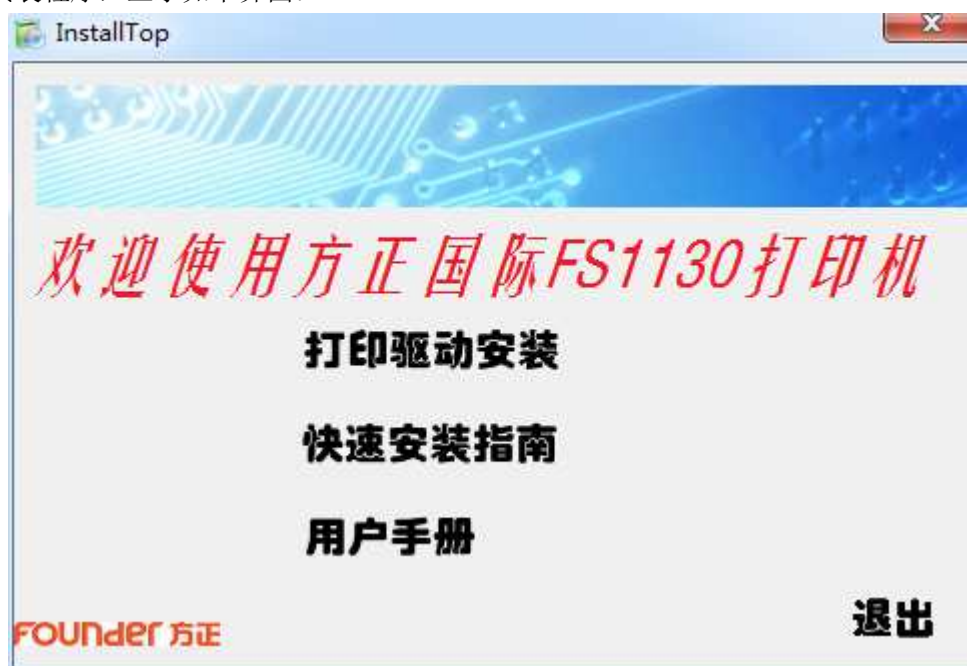 InstallTop
欢迎使用方正国际FS1130打印机
打印驱动安装
快速安装指南
用户手册
退出
FOUNDER 方正